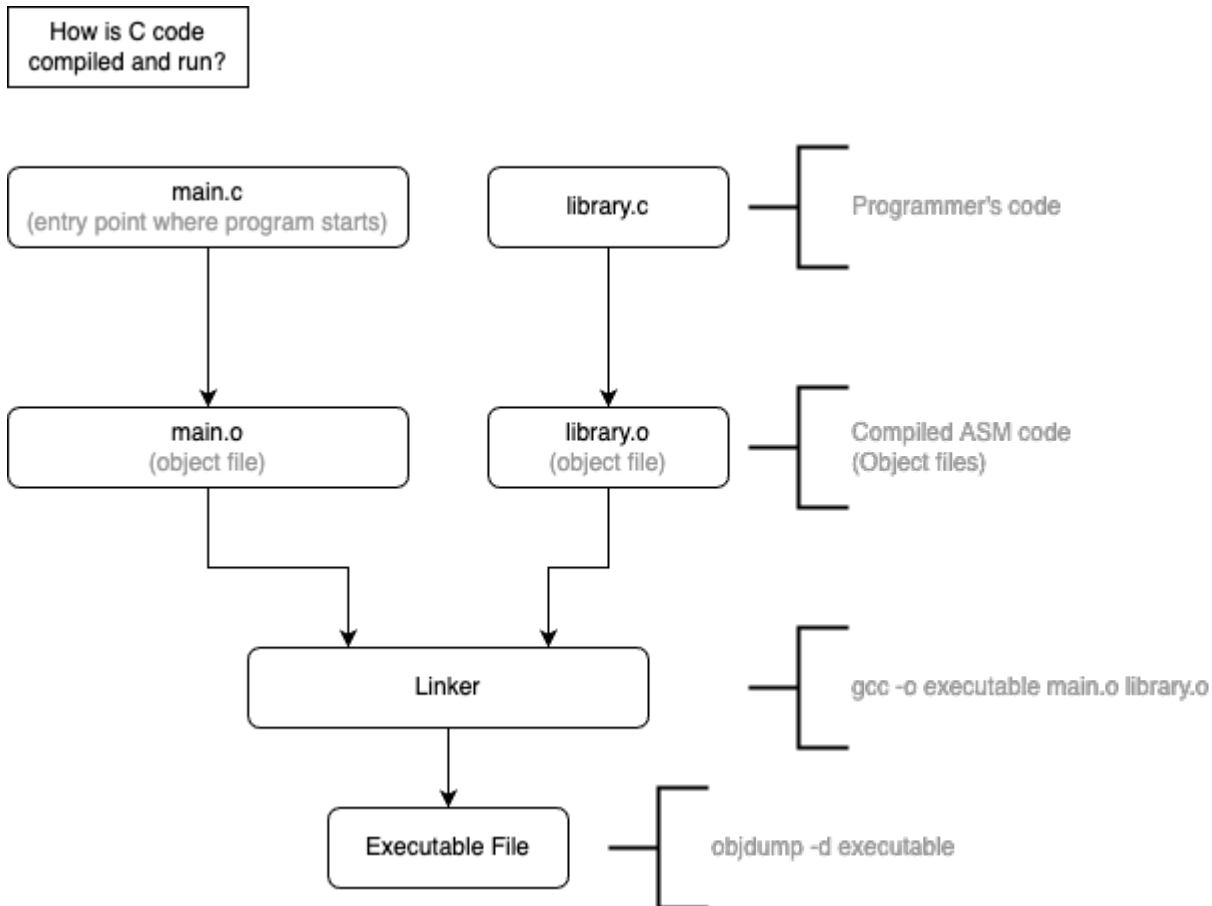 How is C code
compiled and run?
main.c
(entry point where program starts)
library.c
Programmer's code
main.o
(object file)
library.o
(object file)
Compiled ASM code
(Object files)
Linker
gcc -o executable main.o library.o
Executable File
objdump -d executable